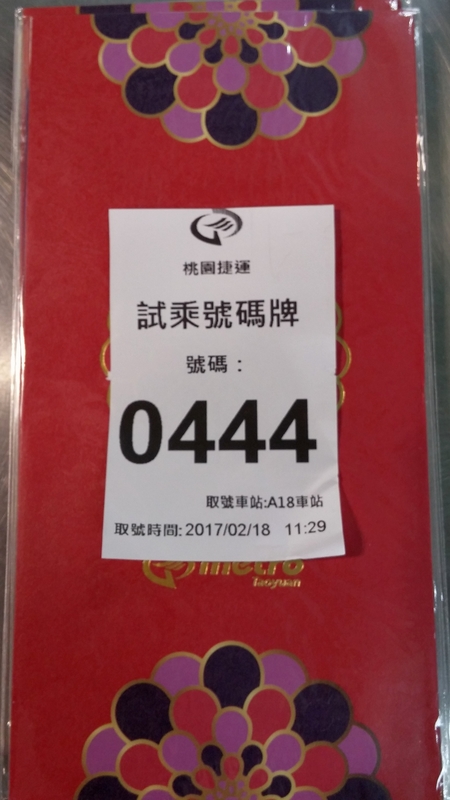 桃園捷運
試乘號碼牌
號碼：
0444
取號車站:A18車站
取號時間: 2017/02/18 11:29
metro
Taoyuan